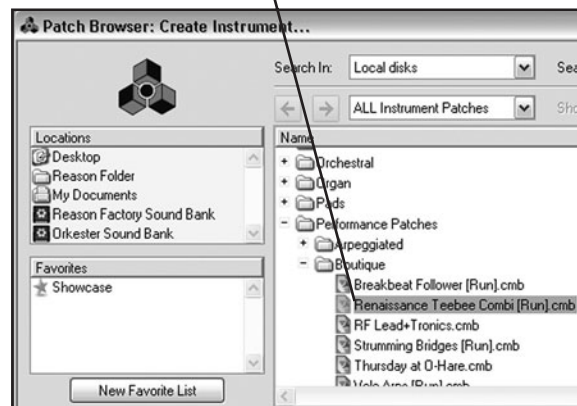 Patch Browser: Create Instrument...
Search In: Local disks Sea
ALL Instrument Patches Sho
Locations
Desktop
Reason Folder
My Documents
Reason Factory Sound Bank
Orkester Sound Bank
Favorites
Showcase
New Favorite List
Name
Orchestral
Organ
Pads
Performance Patches
Arpeggiated
Boutique
Breakbeat Follower [Run].cmb
Renaissance Teebee Combi [Run].cmb
RF Lead+Tronics.cmb
Strumming Bridges [Run].cmb
Thursday at O-Hare.cmb